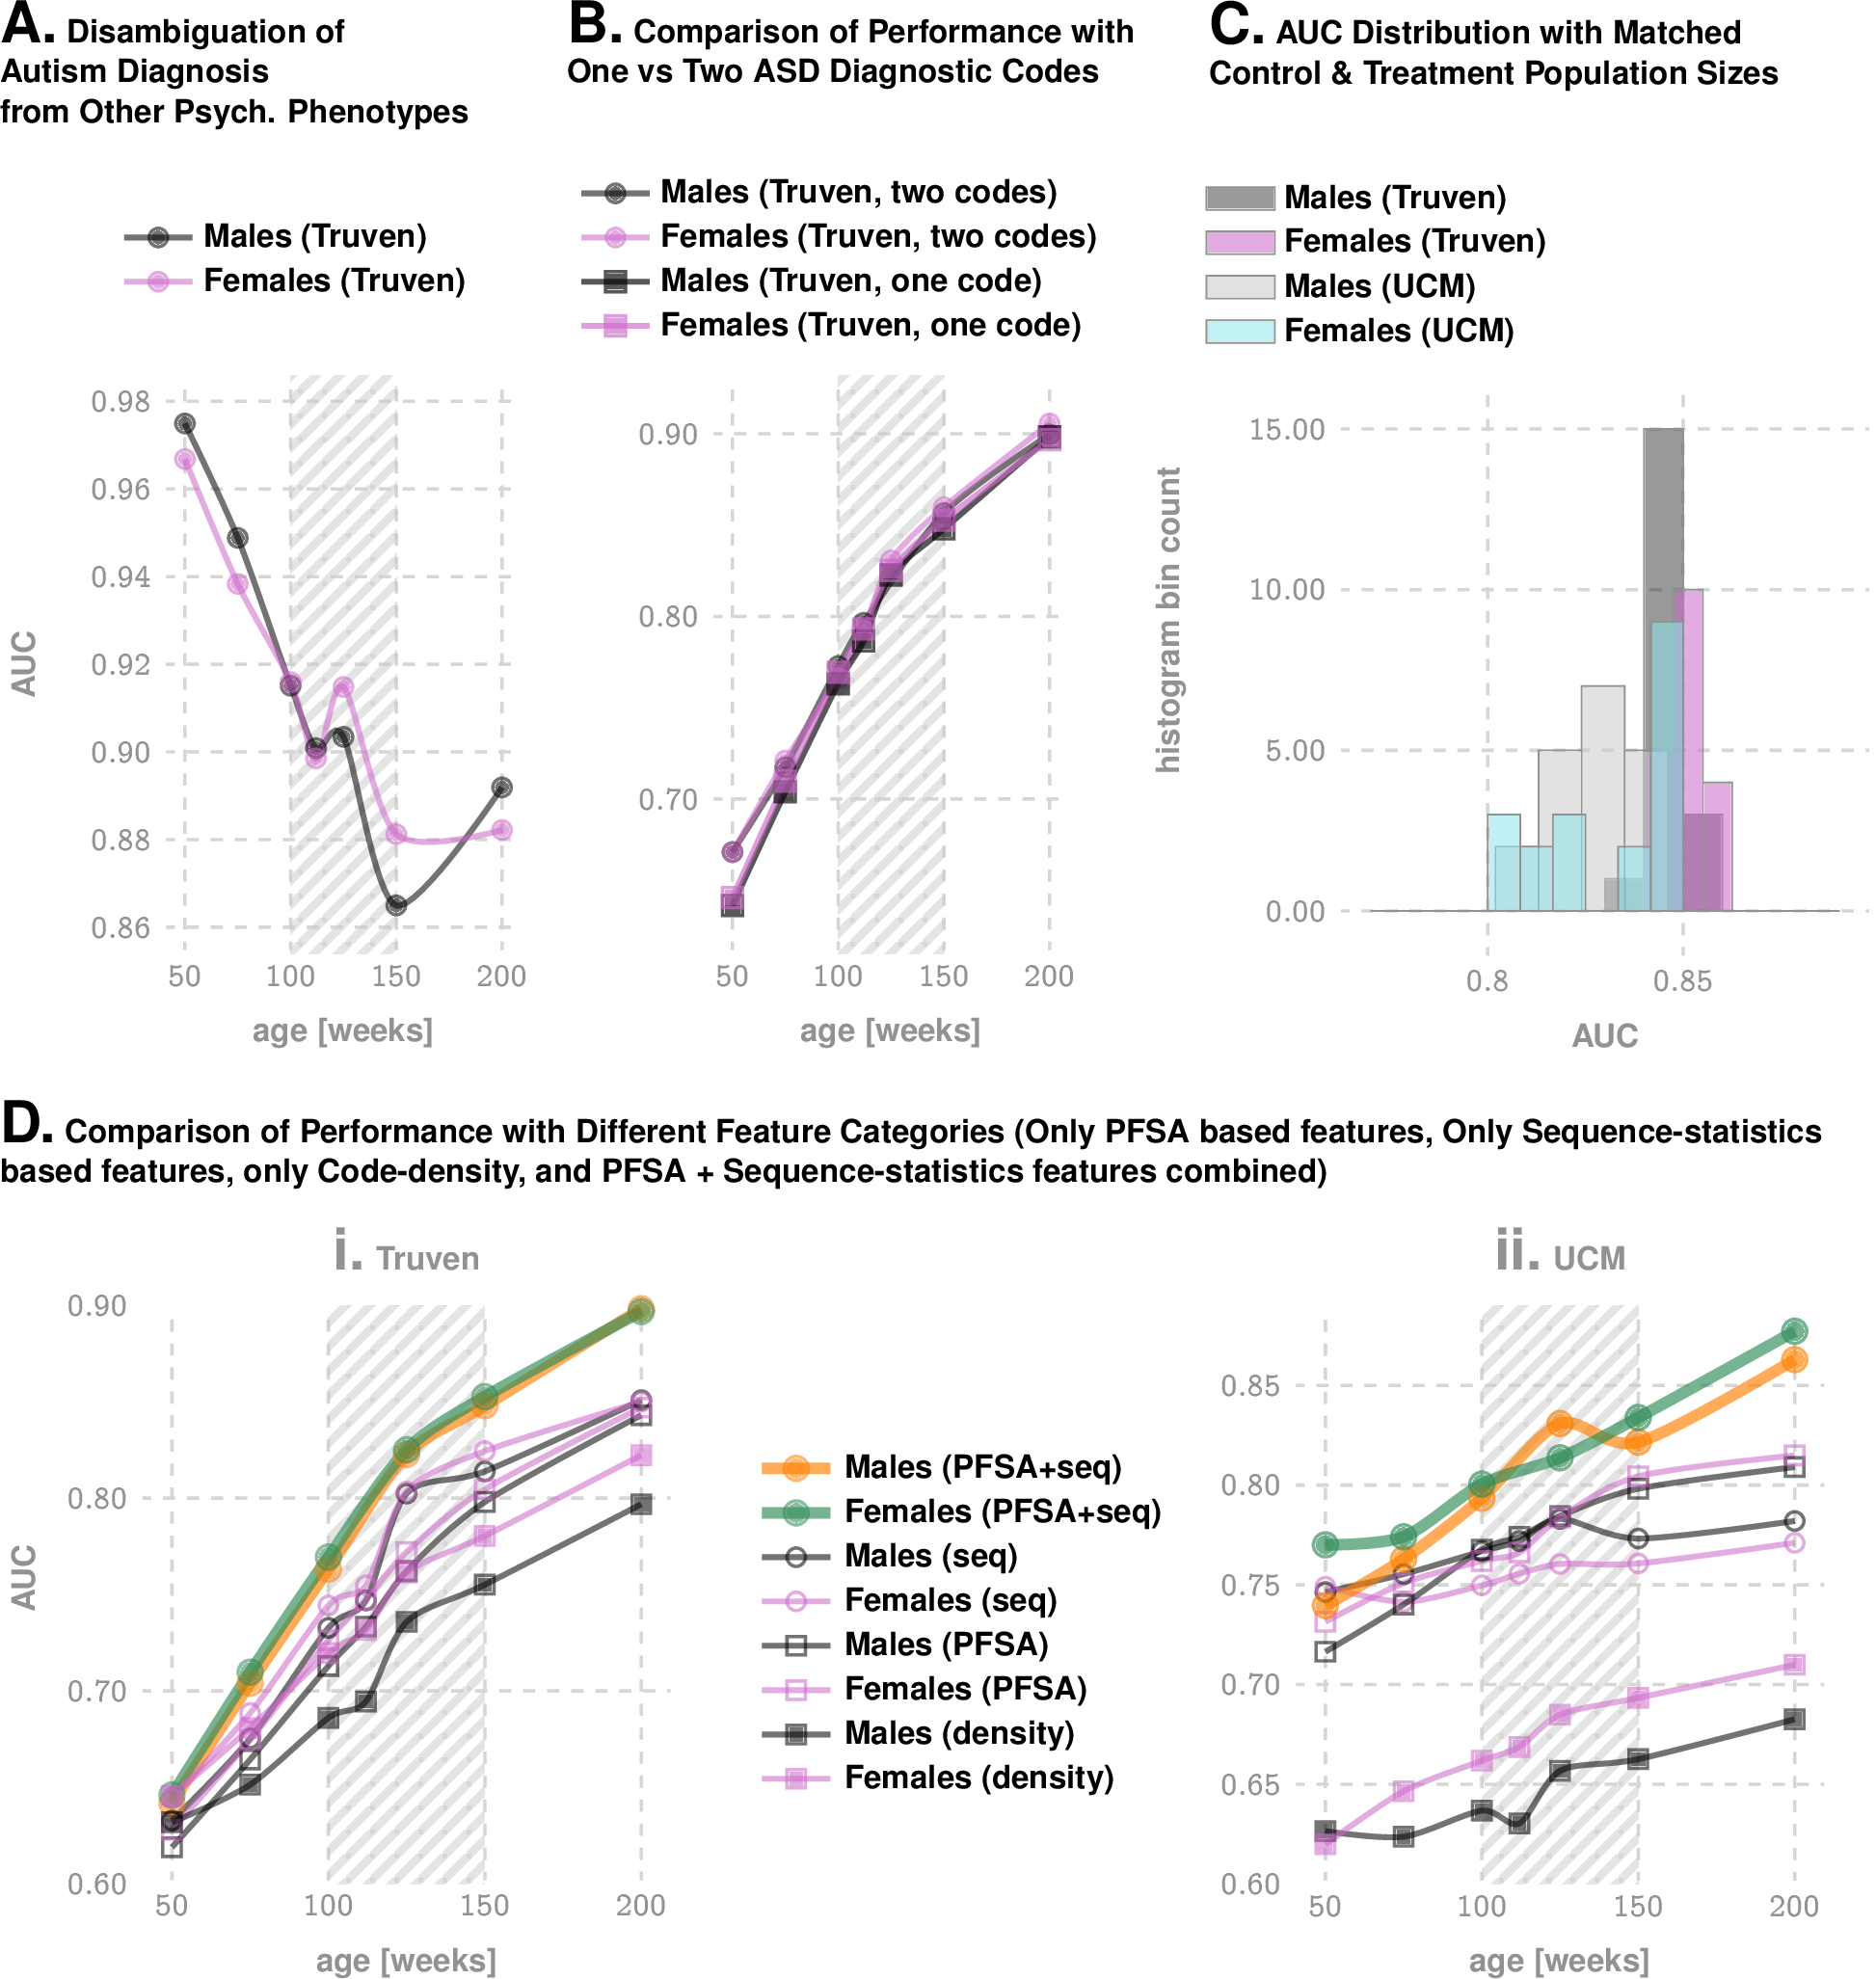 A. Disambiguation of
Autism Diagnosis
from Other Psych. Phenotypes
Males (Truven)
Females (Truven)
0.98
0.96
0.94
0.92
0.90
0.88
0.86
AUC
50 100 150 200
age [weeks]
B. Comparison of Performance with
One vs Two ASD Diagnostic Codes
Males (Truven, two codes)
Females (Truven, two codes)
Males (Truven, one code)
Females (Truven, one code)
0.90
0.80
0.70
50 100 150 200
age [weeks]
C. AUC Distribution with Matched
Control & Treatment Population Sizes
Males (Truven)
Females (Truven)
Males (UCM)
Females (UCM)
histogram bin count
15.00
10.00
5.00
0.00
0.8 0.85
AUC
D. Comparison of Performance with Different Feature Categories (Only PFSA based features, Only Sequence-statistics
based features, only Code-density, and PFSA + Sequence-statistics features combined)
i. Truven
0.90
0.80
0.70
0.60
AUC
50 100 150 200
age [weeks]
Males (PFSA+seq)
Females (PFSA+seq)
Males (seq)
Females (seq)
Males (PFSA)
Females (PFSA)
Males (density)
Females (density)
ii. UCM
0.85
0.80
0.75
0.70
0.65
0.60
50 100 150 200
age [weeks]